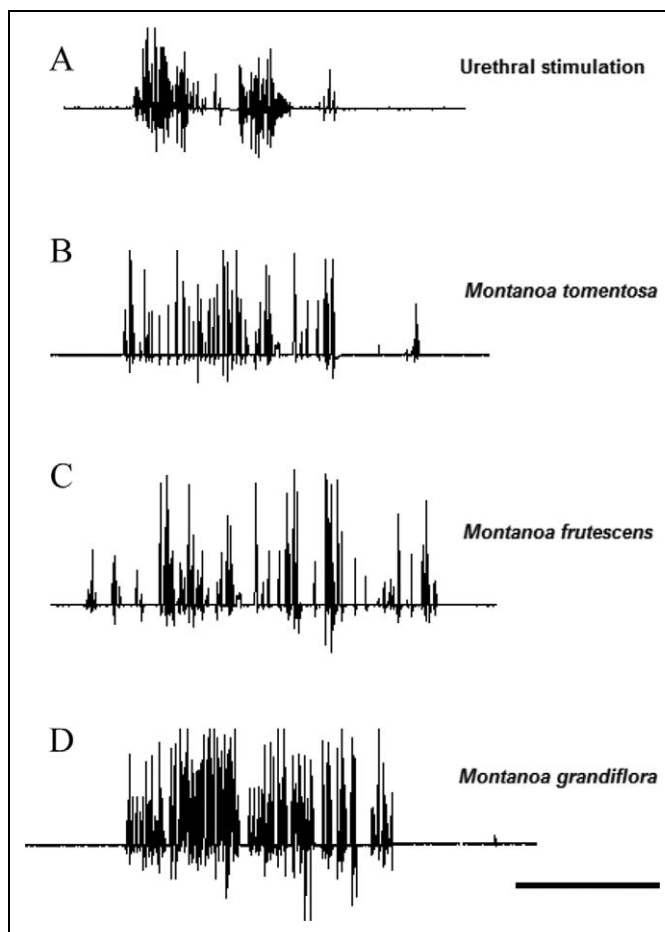 A
Urethral stimulation
B
Montanoa tomentosa
C
Montanoa frutescens
D
Montanoa grandiflora